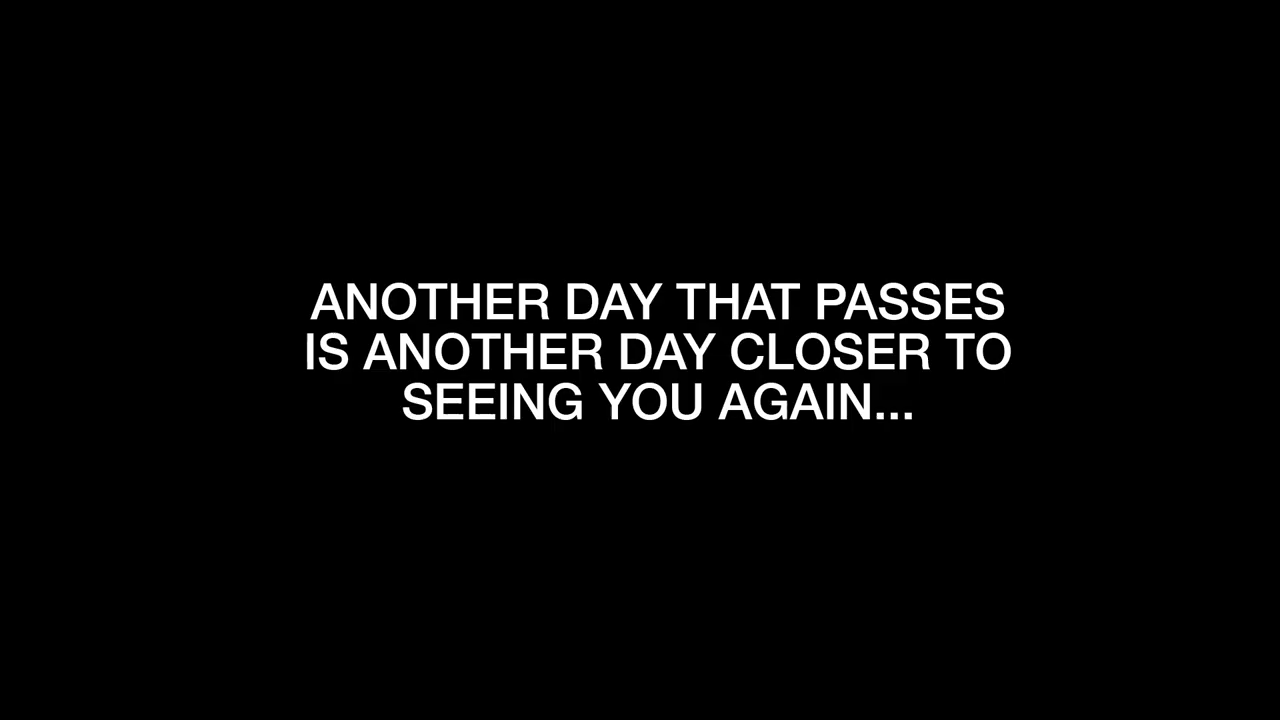 ANOTHER DAY THAT PASSES
IS ANOTHER DAY CLOSER TO
SEEING YOU AGAIN...